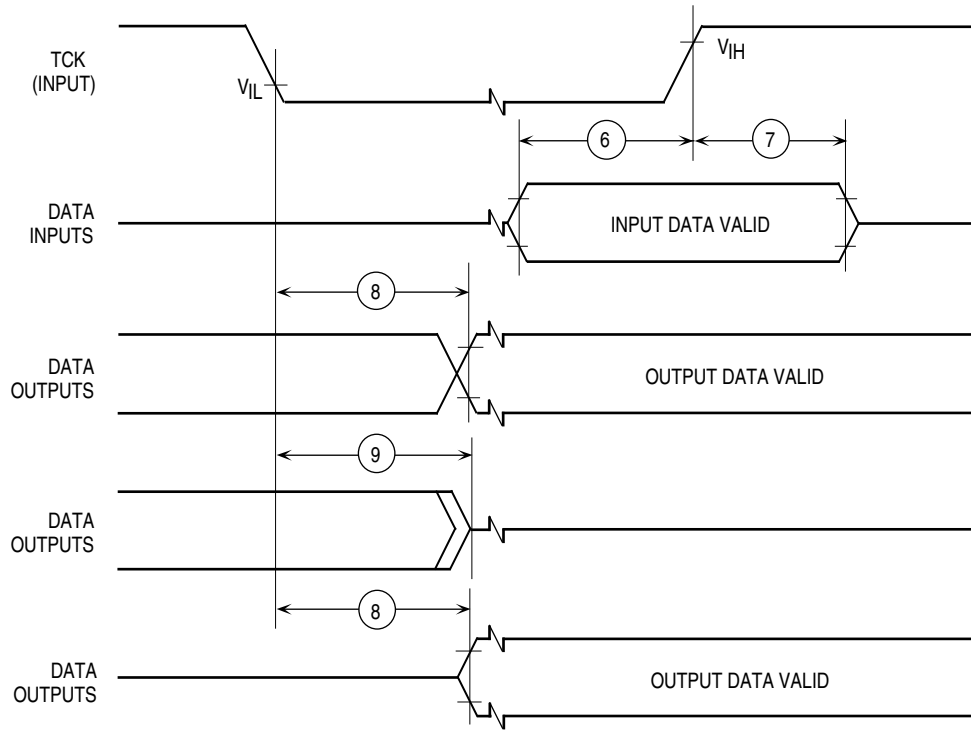 TCK
(INPUT)
VIL
VIH
6
7
DATA
INPUTS
INPUT DATA VALID
8
DATA
OUTPUTS
OUTPUT DATA VALID
9
DATA
OUTPUTS
8
DATA
OUTPUTS
OUTPUT DATA VALID